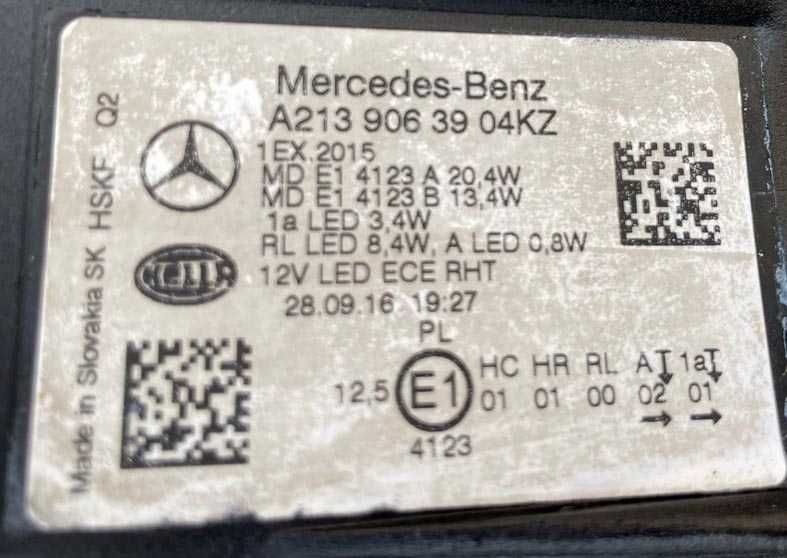 Mercedes-Benz
A213 906 39 04KZ
1EX.2015
MD E1 4123 A 20,4W
MD E1 4123 B 13,4W
1a LED 3,4W
RL LED 8,4W, A LED 0,8W
12V LED ECE RHT
28.09.16 19:27
PL
HC HR RL A 1a
12,5 E1 01 01 00 02 01
→ →
4123
HELLA
Made in Slovakia SK HSKF Q2